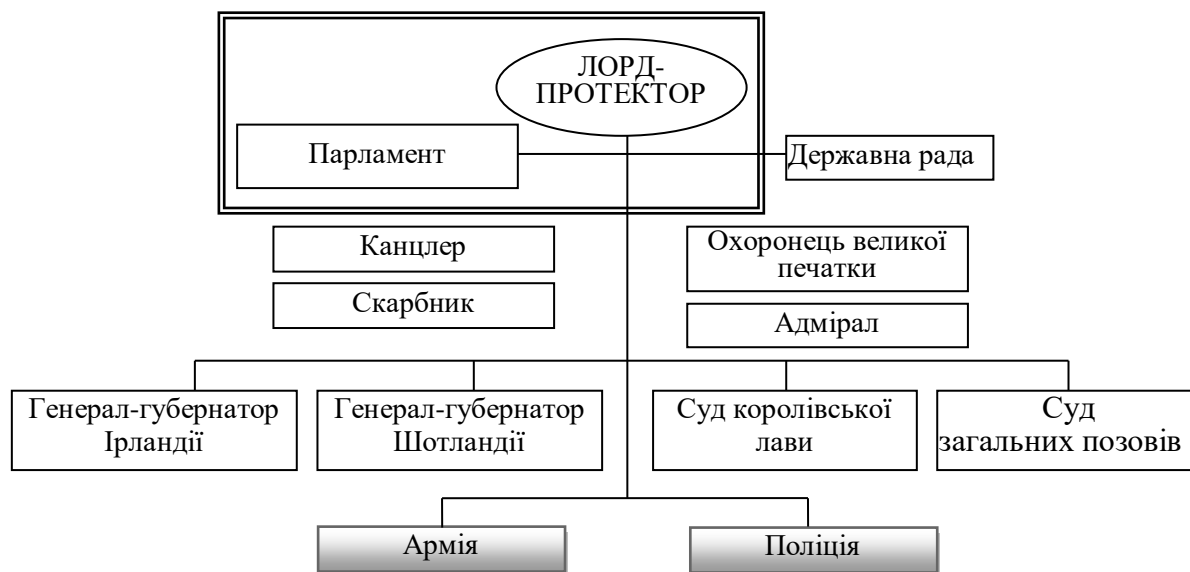 ЛОРД-
ПРОТЕКТОР
Парламент
Державна рада
Канцлер
Охоронець великої
печатки
Скарбник
Адмірал
Генерал-губернатор
Ірландії
Генерал-губернатор
Шотландії
Суд королівської
лави
Суд
загальних позовів
Армія
Поліція